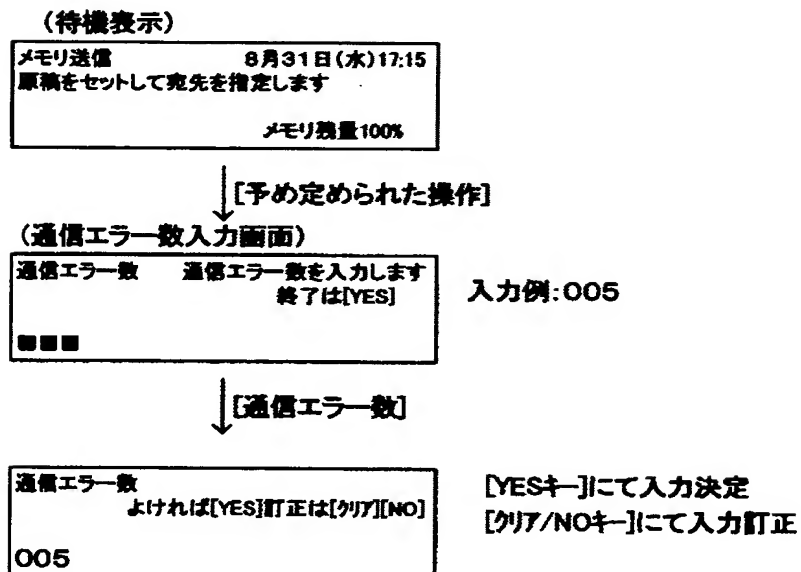 (待機表示)
メモリ送信 8月31日(水)17:15
原稿をセットして宛先を指定します
メモリ残量100%
[予め定められた操作]
(通信エラー数入力画面)
通信エラー数 通信エラー数を入力します
終了は[YES]
■■■
入力例:005
[通信エラー数]
通信エラー数
よければ[YES]訂正は[クリア][NO]
005
[YESキー]にて入力決定
[クリア/NOキー]にて入力訂正